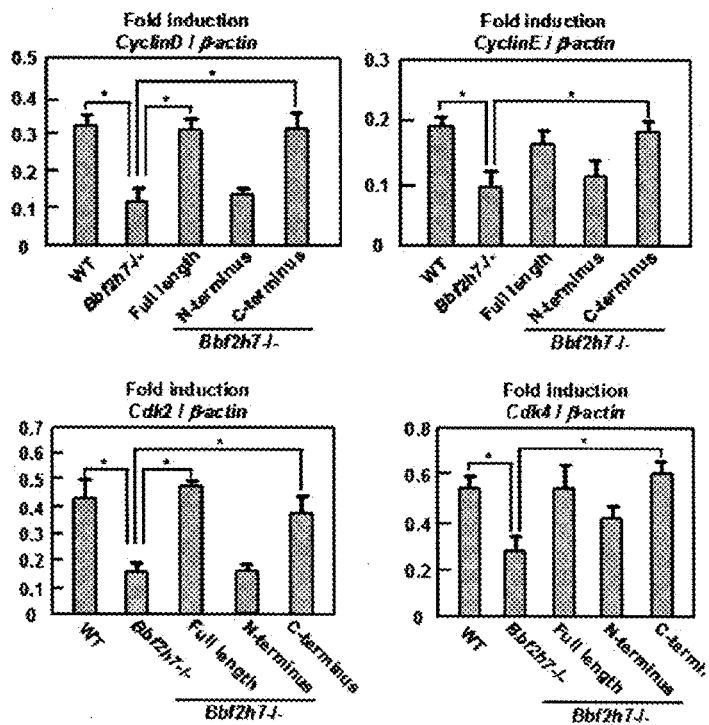 Fold induction
CyclinD / β-actin
0.5
0.4
0.3
0.2
0.1
0
*
*
*
WT
Bbf2h7-/-
Full length
N-terminus
C-terminus
Bbf2h7-/-
Fold induction
CyclinE / β-actin
0.3
0.2
0.1
0
*
*
WT
Bbf2h7-/-
Full length
N-terminus
C-terminus
Bbf2h7-/-
Fold induction
Cdk2 / β-actin
0.7
0.6
0.5
0.4
0.3
0.2
0.1
0
*
*
*
WT
Bbf2h7-/-
Full length
N-terminus
C-terminus
Bbf2h7-/-
Fold induction
Cdk4 / β-actin
0.8
0.6
0.4
0.2
0
*
*
WT
Bbf2h7-/-
Full length
N-terminus
C-termin
Bbf2h7-/-